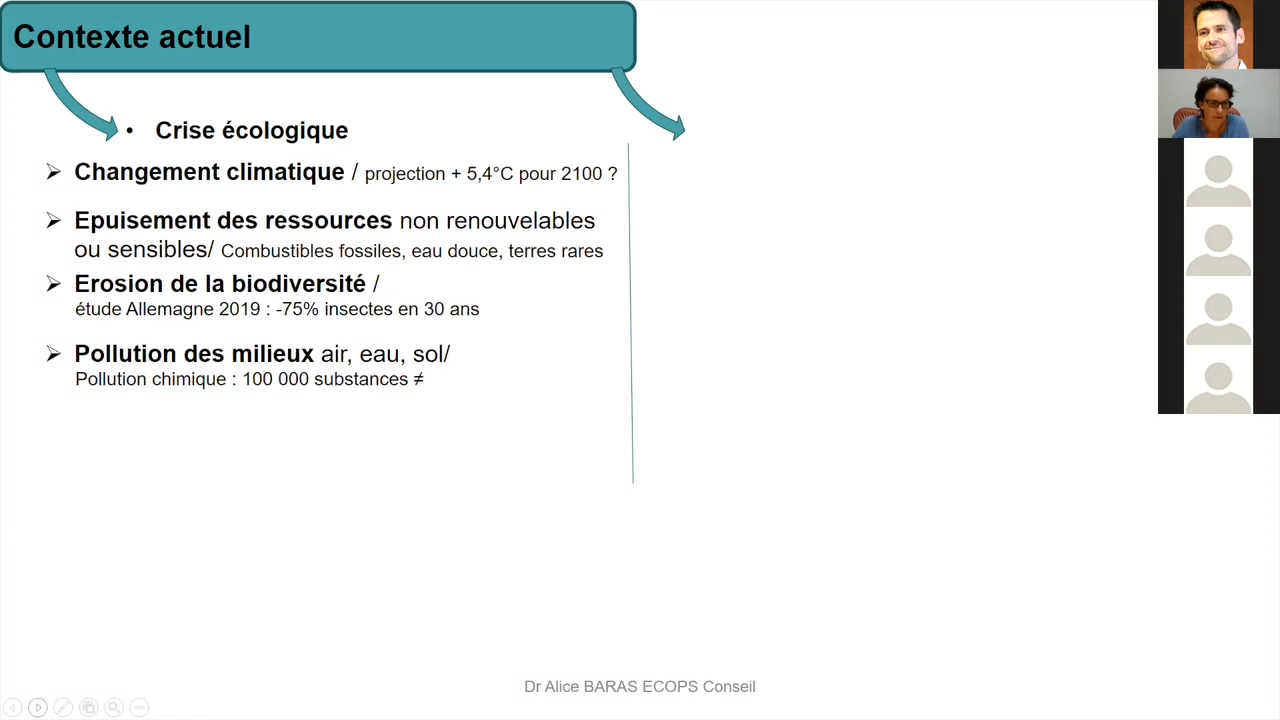 Contexte actuel
• Crise écologique
➢ Changement climatique / projection + 5,4°C pour 2100 ?
➢ Epuisement des ressources non renouvelables
ou sensibles/ Combustibles fossiles, eau douce, terres rares
➢ Erosion de la biodiversité /
étude Allemagne 2019 : -75% insectes en 30 ans
➢ Pollution des milieux air, eau, sol/
Pollution chimique : 100 000 substances ≠
Dr Alice BARAS ECOPS Conseil